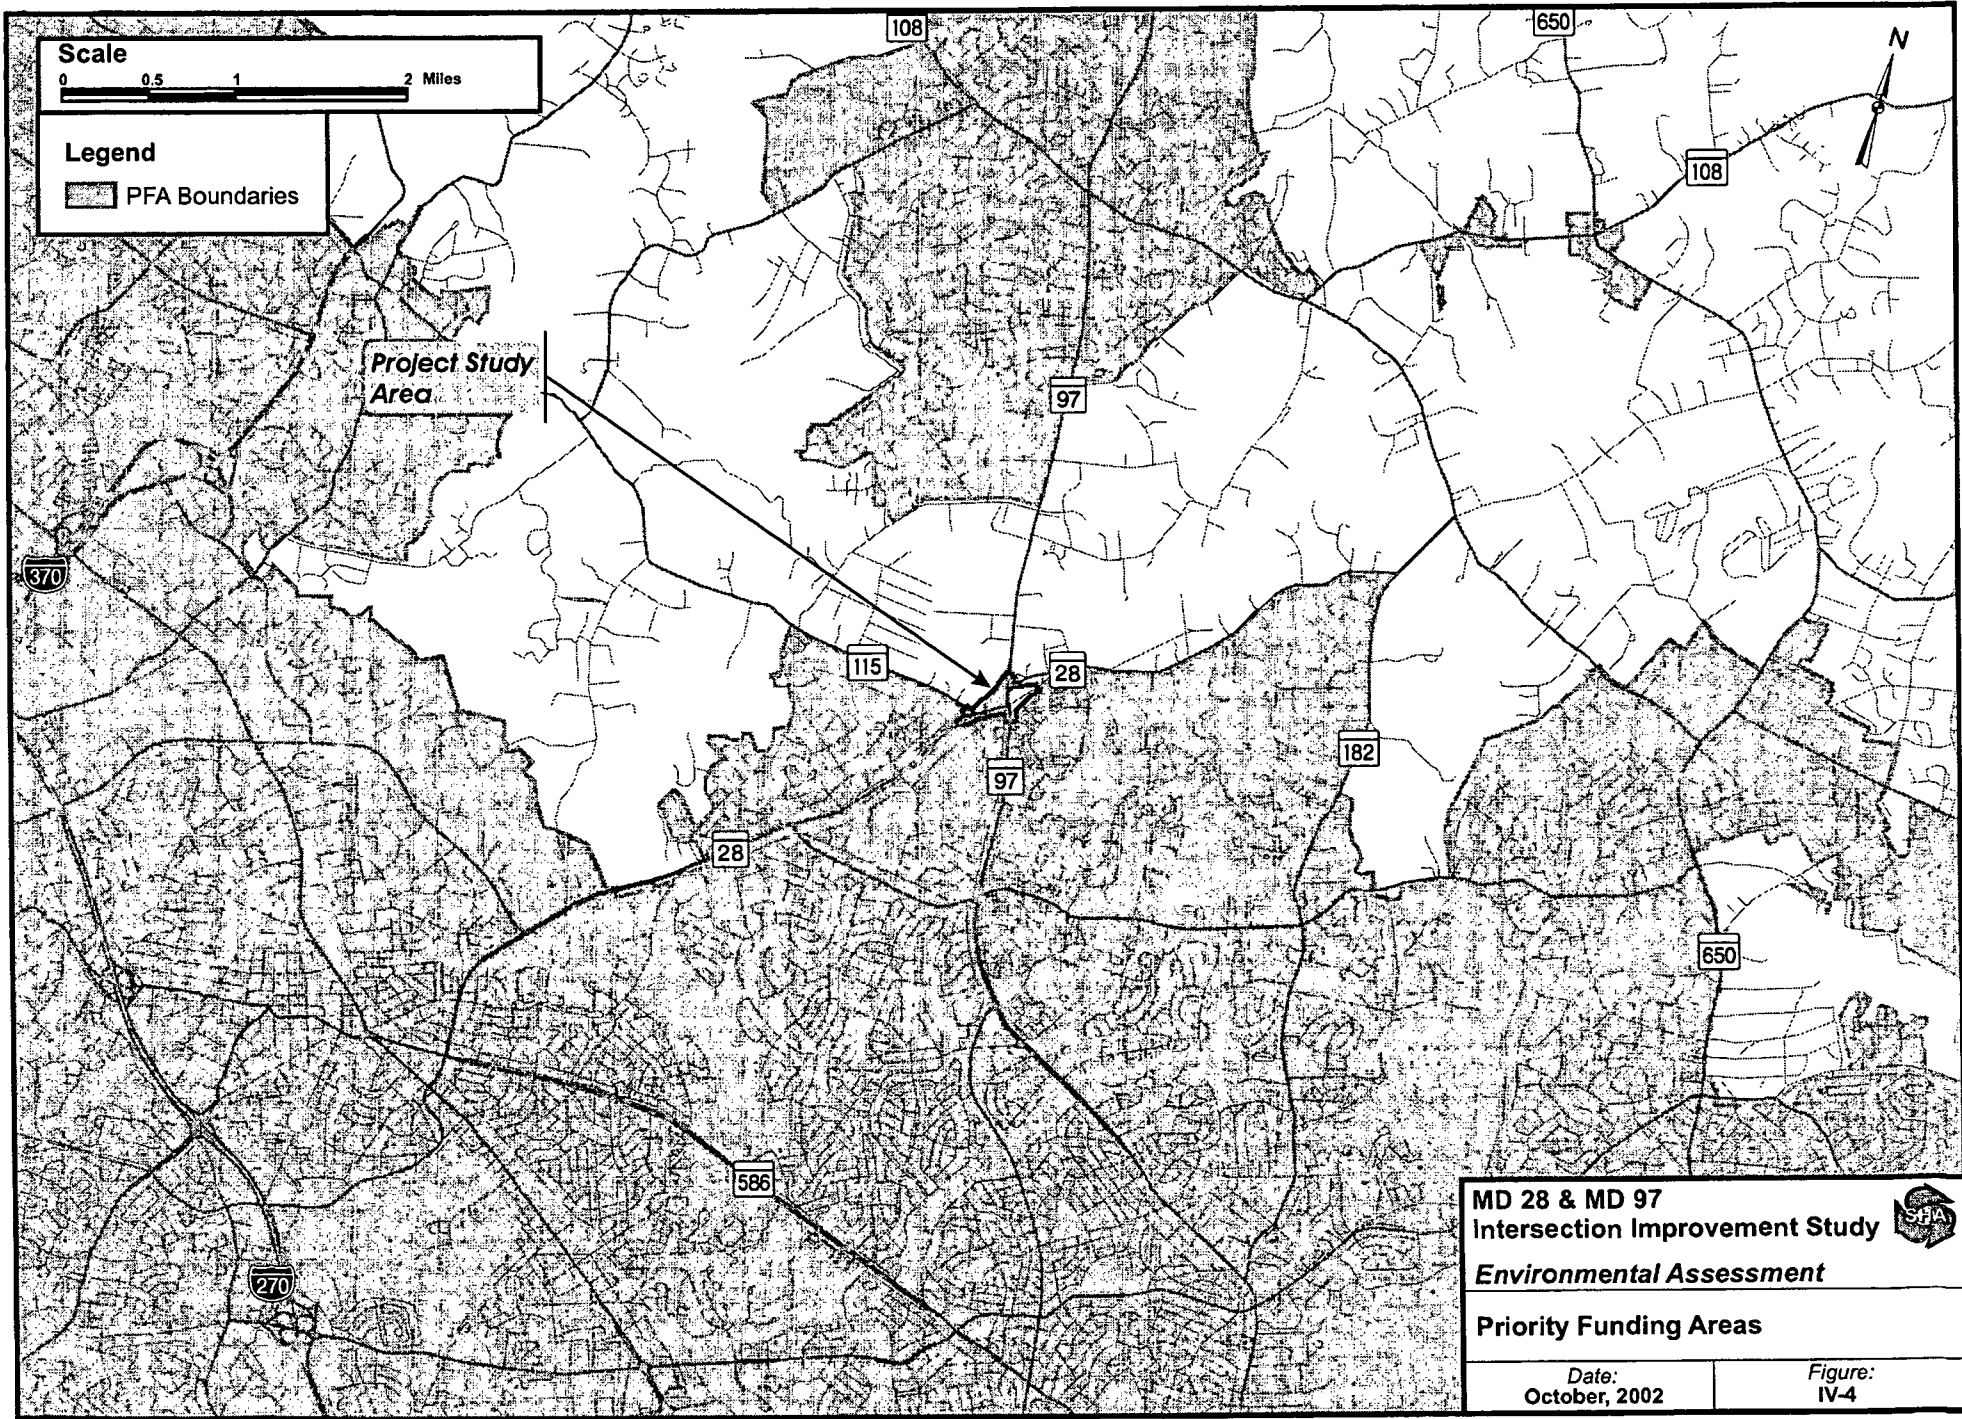 108
650
Scale
0 0.5 1 2 Miles
N
Legend
PFA Boundaries
108
Project Study
Area
97
370
115
28
182
97
28
650
586
270
MD 28 & MD 97
Intersection Improvement Study
SHA
Environmental Assessment
Priority Funding Areas
Date:
October, 2002
Figure:
IV-4